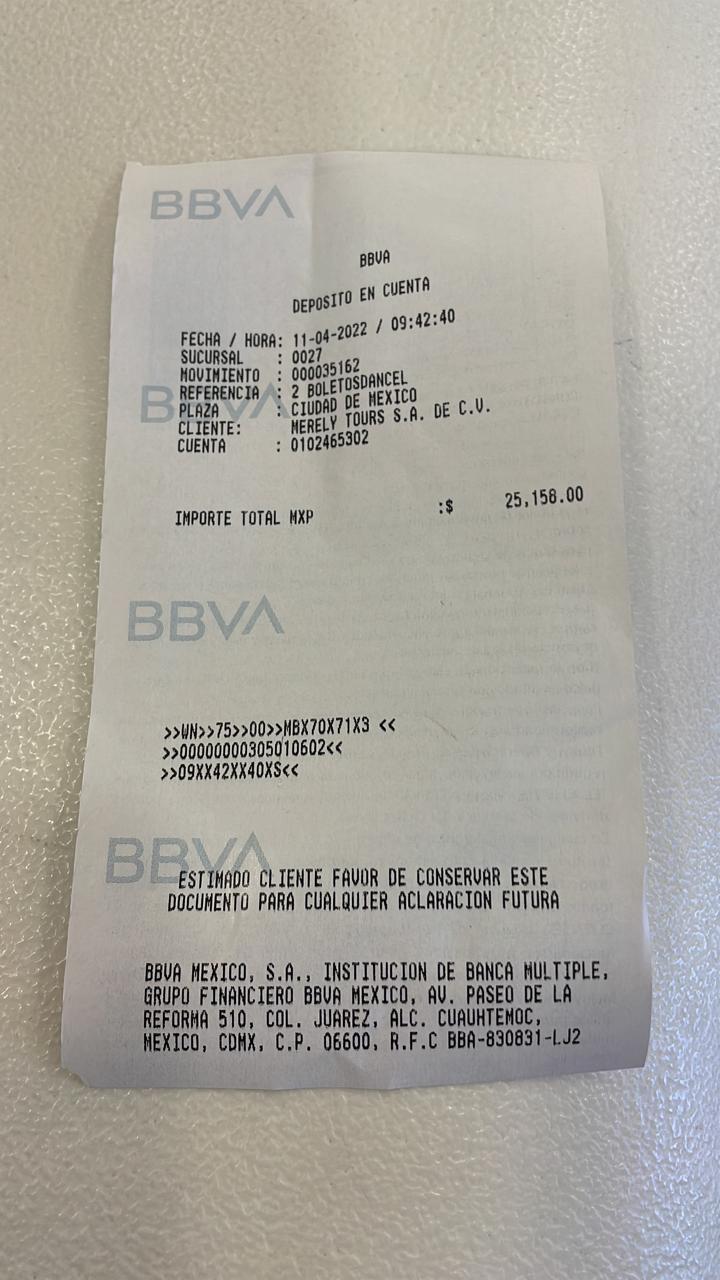 BBVA
BBVA
DEPOSITO EN CUENTA
FECHA / HORA: 11-04-2022 / 09:42:40
SUCURSAL : 0027
MOVIMIENTO : 000035162
REFERENCIA : 2 BOLETOSDANCEL
BBVA
PLAZA : CIUDAD DE MEXICO
CLIENTE: MERELY TOURS S.A. DE C.V.
CUENTA : 0102465302
IMPORTE TOTAL MXP :$ 25,158.00
BBVA
>>WN>>75>>00>>MBX70X71X3 <<
>>00000000305010602<<
>>09XX42XX40XS<<
BBVA
ESTIMADO CLIENTE FAVOR DE CONSERVAR ESTE
DOCUMENTO PARA CUALQUIER ACLARACION FUTURA
BBVA MEXICO, S.A., INSTITUCION DE BANCA MULTIPLE,
GRUPO FINANCIERO BBVA MEXICO, AV. PASEO DE LA
REFORMA 510, COL. JUAREZ, ALC. CUAUHTEMOC,
MEXICO, CDMX, C.P. 06600, R.F.C BBA-830831-LJ2